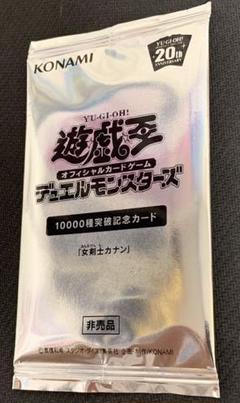 KONAMI
YU-GI-OH!
20th
ANNIVERSARY
YU-GI-OH!
遊戯王
オフィシャルカードゲーム
デュエルモンスターズ
10000種突破記念カード
「女剣士カナン」
非売品